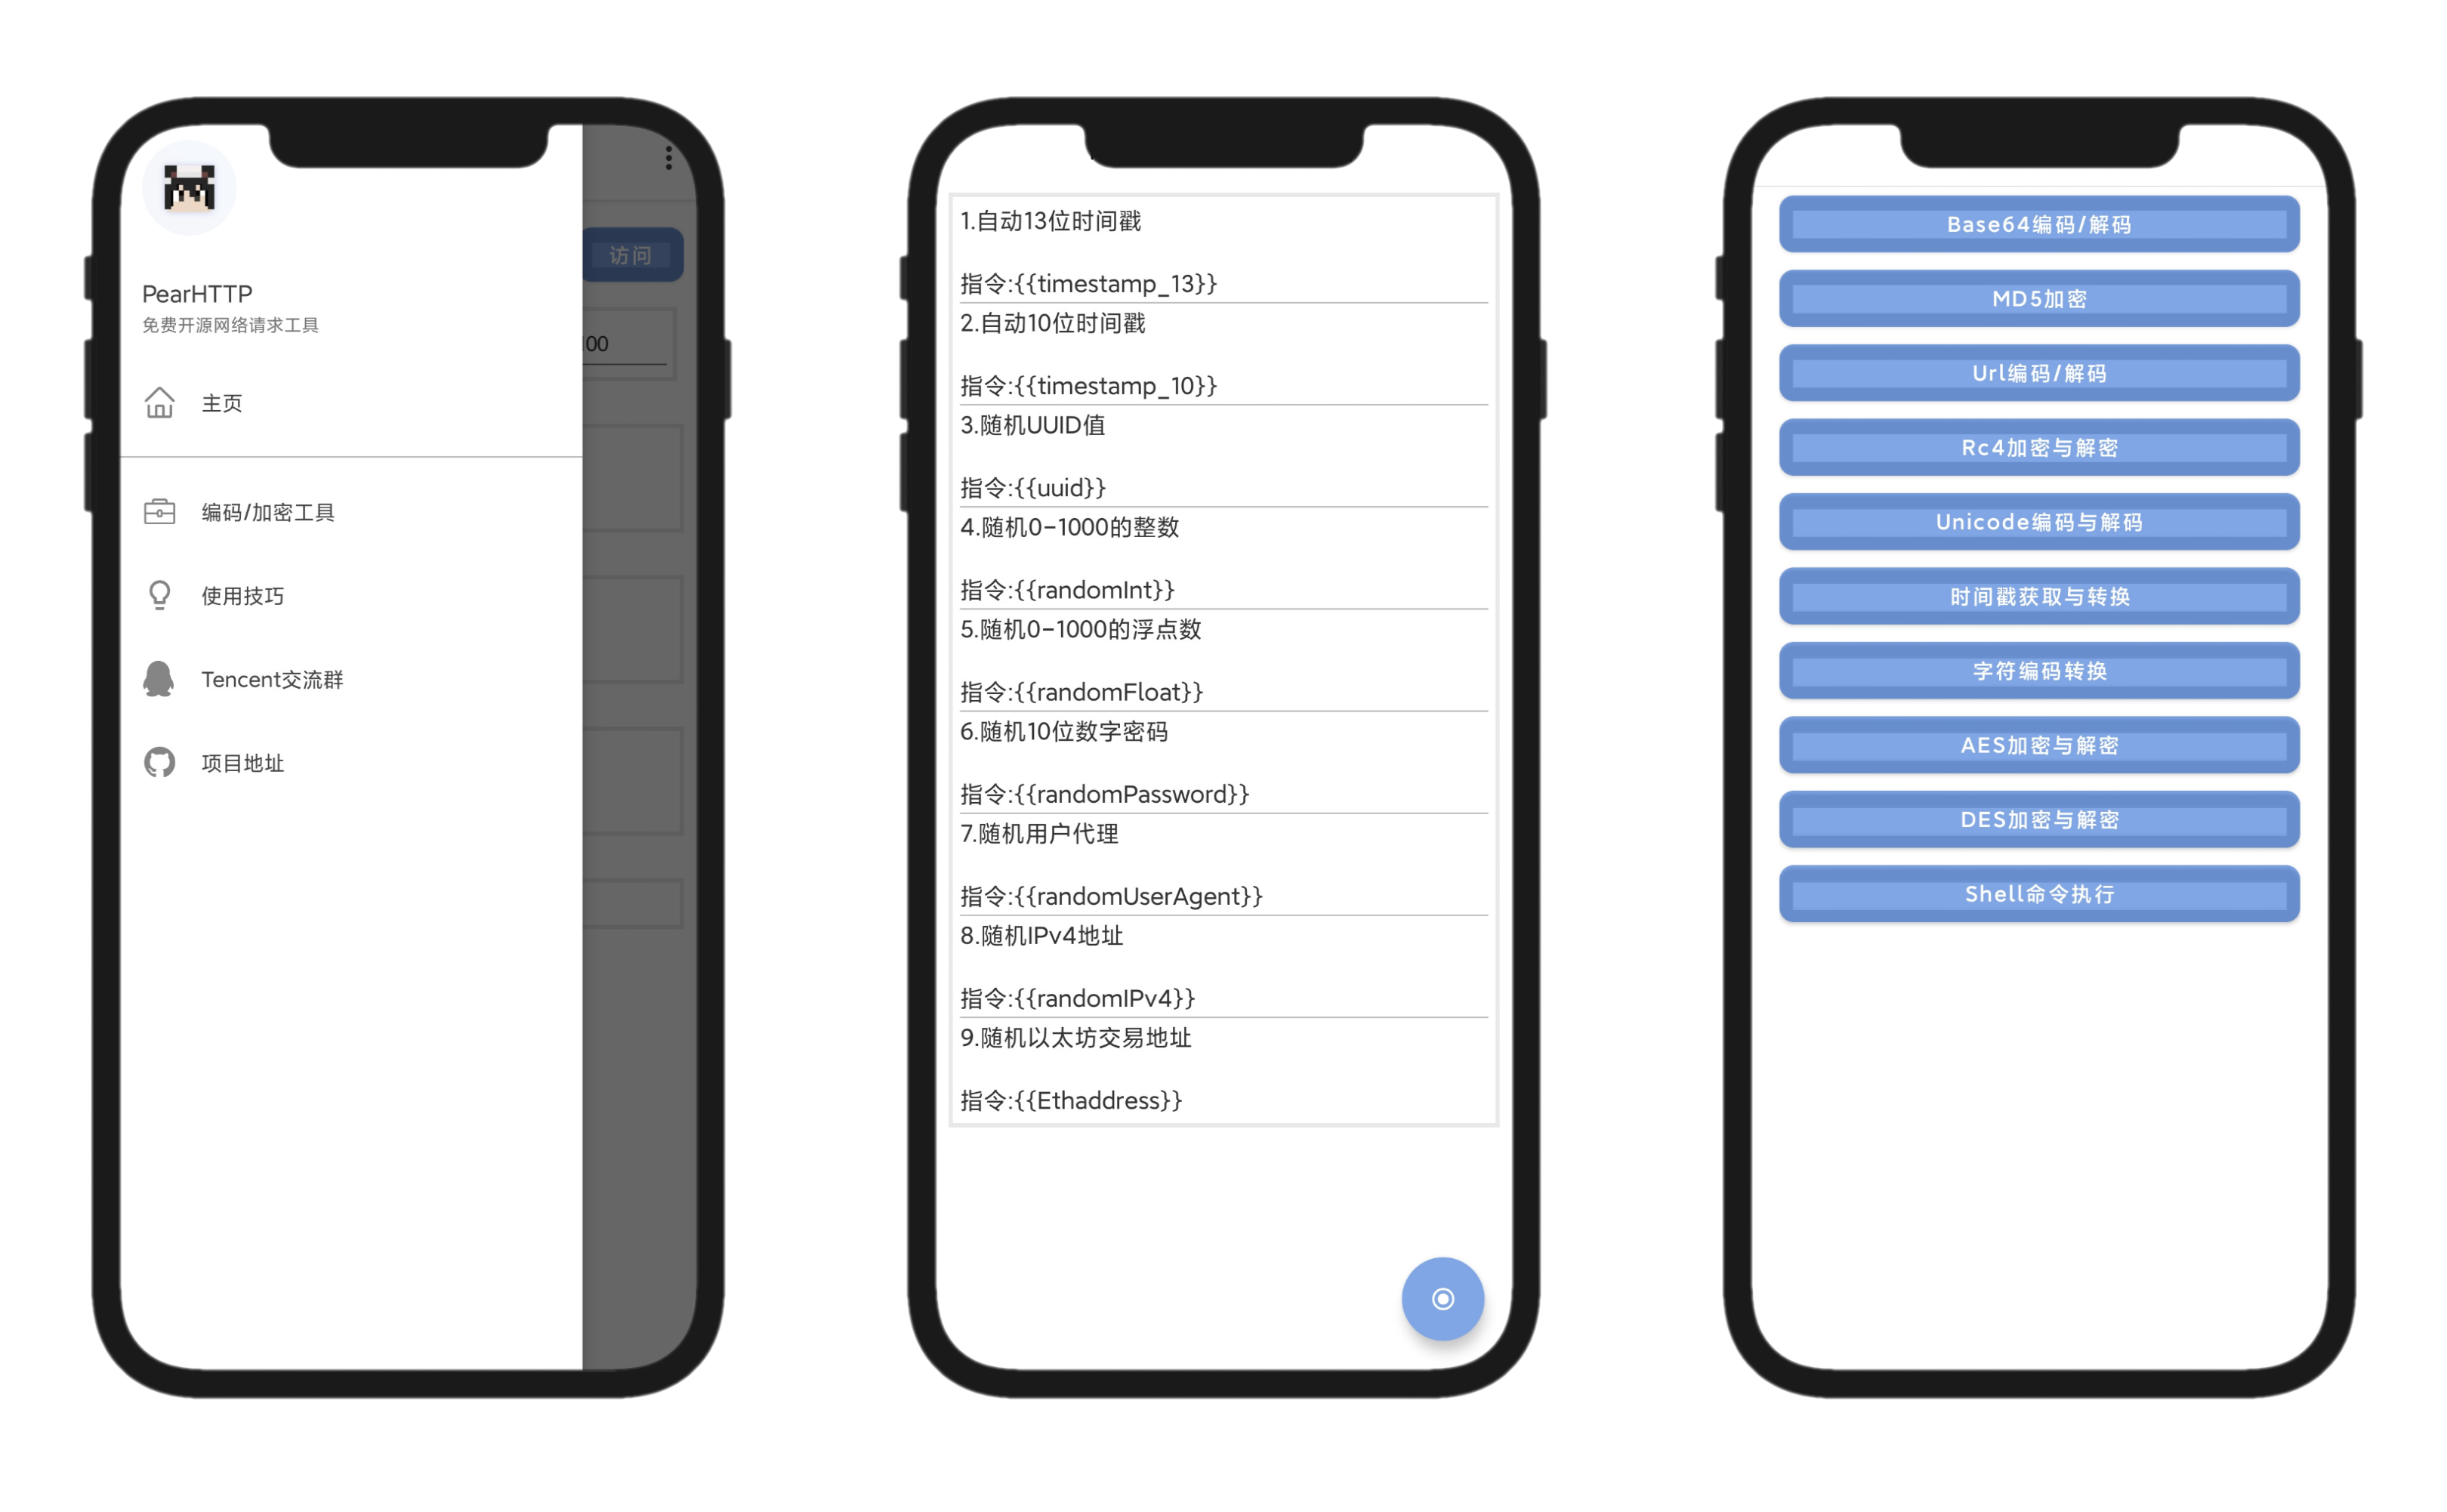 PearHTTP
免费开源网络请求工具
主页
编码/加密工具
使用技巧
Tencent交流群
项目地址
访问
00
1.自动13位时间戳
指令:{{timestamp_13}}
2.自动10位时间戳
指令:{{timestamp_10}}
3.随机UUID值
指令:{{uuid}}
4.随机0-1000的整数
指令:{{randomInt}}
5.随机0-1000的浮点数
指令:{{randomFloat}}
6.随机10位数字密码
指令:{{randomPassword}}
7.随机用户代理
指令:{{randomUserAgent}}
8.随机IPv4地址
指令:{{randomIPv4}}
9.随机以太坊交易地址
指令:{{Ethaddress}}
Base64编码/解码
MD5加密
Url编码/解码
Rc4加密与解密
Unicode编码与解码
时间戳获取与转换
字符编码转换
AES加密与解密
DES加密与解密
Shell命令执行